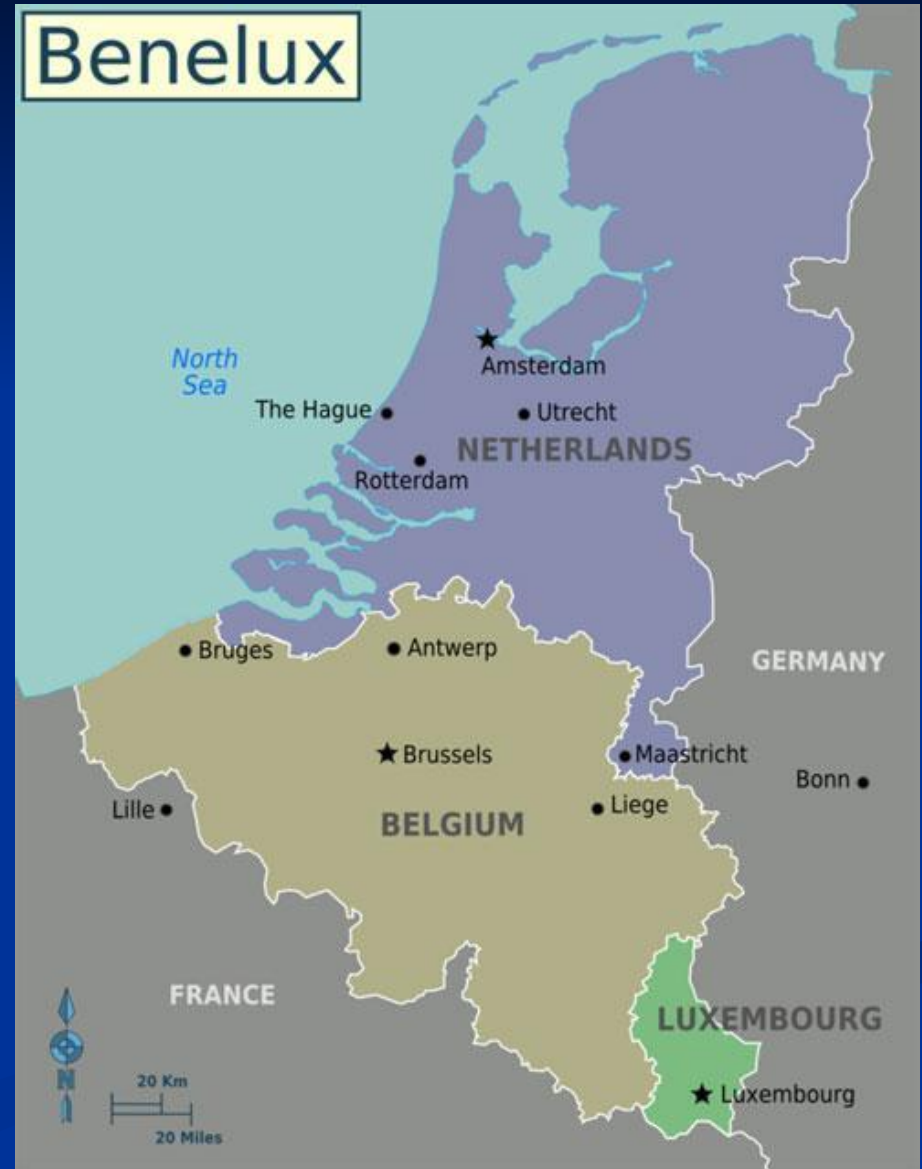 Benelux
North
Sea
Amsterdam
The Hague
Utrecht
NETHERLANDS
Rotterdam
Bruges
Antwerp
GERMANY
Brussels
Maastricht
Bonn
Lille
Liege
BELGIUM
FRANCE
LUXEMBOURG
N
20 Km
Luxembourg
20 Miles